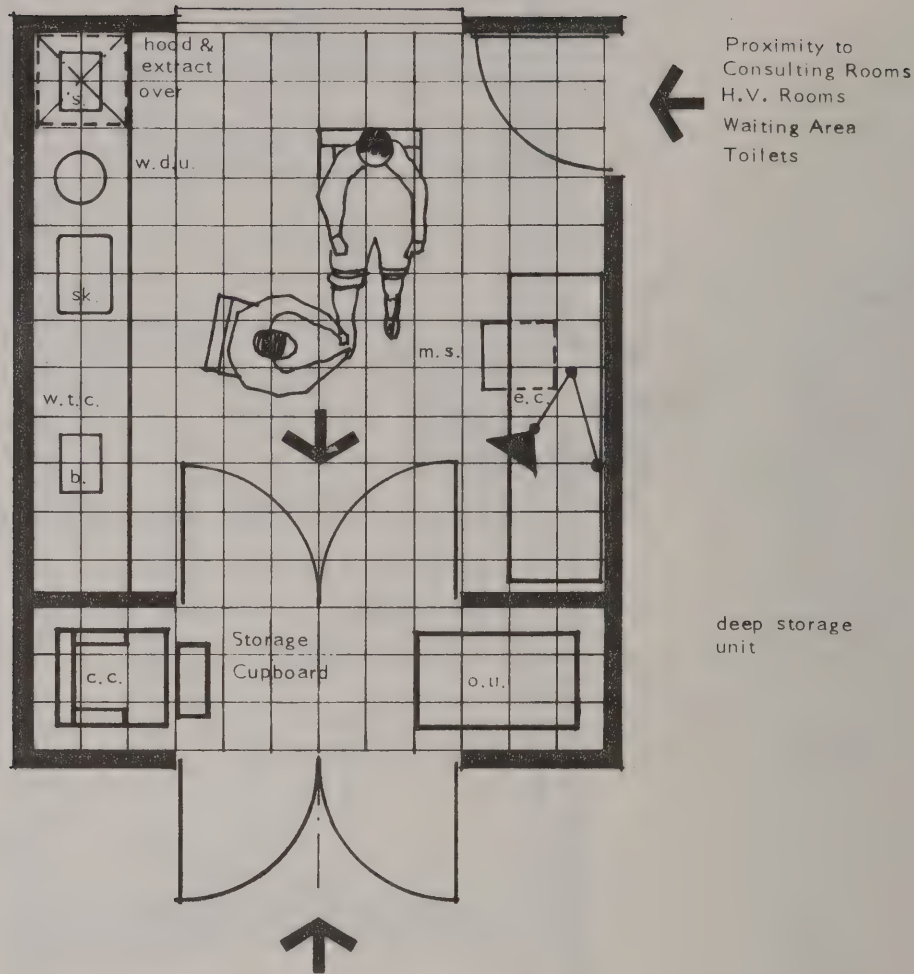 hood &
extract
over
s.
w.d.u.
sk.
m.s.
w.t.c.
e.c.
b.
Storage
Cupboard
c.c.
o.u.
Proximity to
Consulting Rooms
H.V. Rooms
Waiting Area
Toilets
deep storage
unit